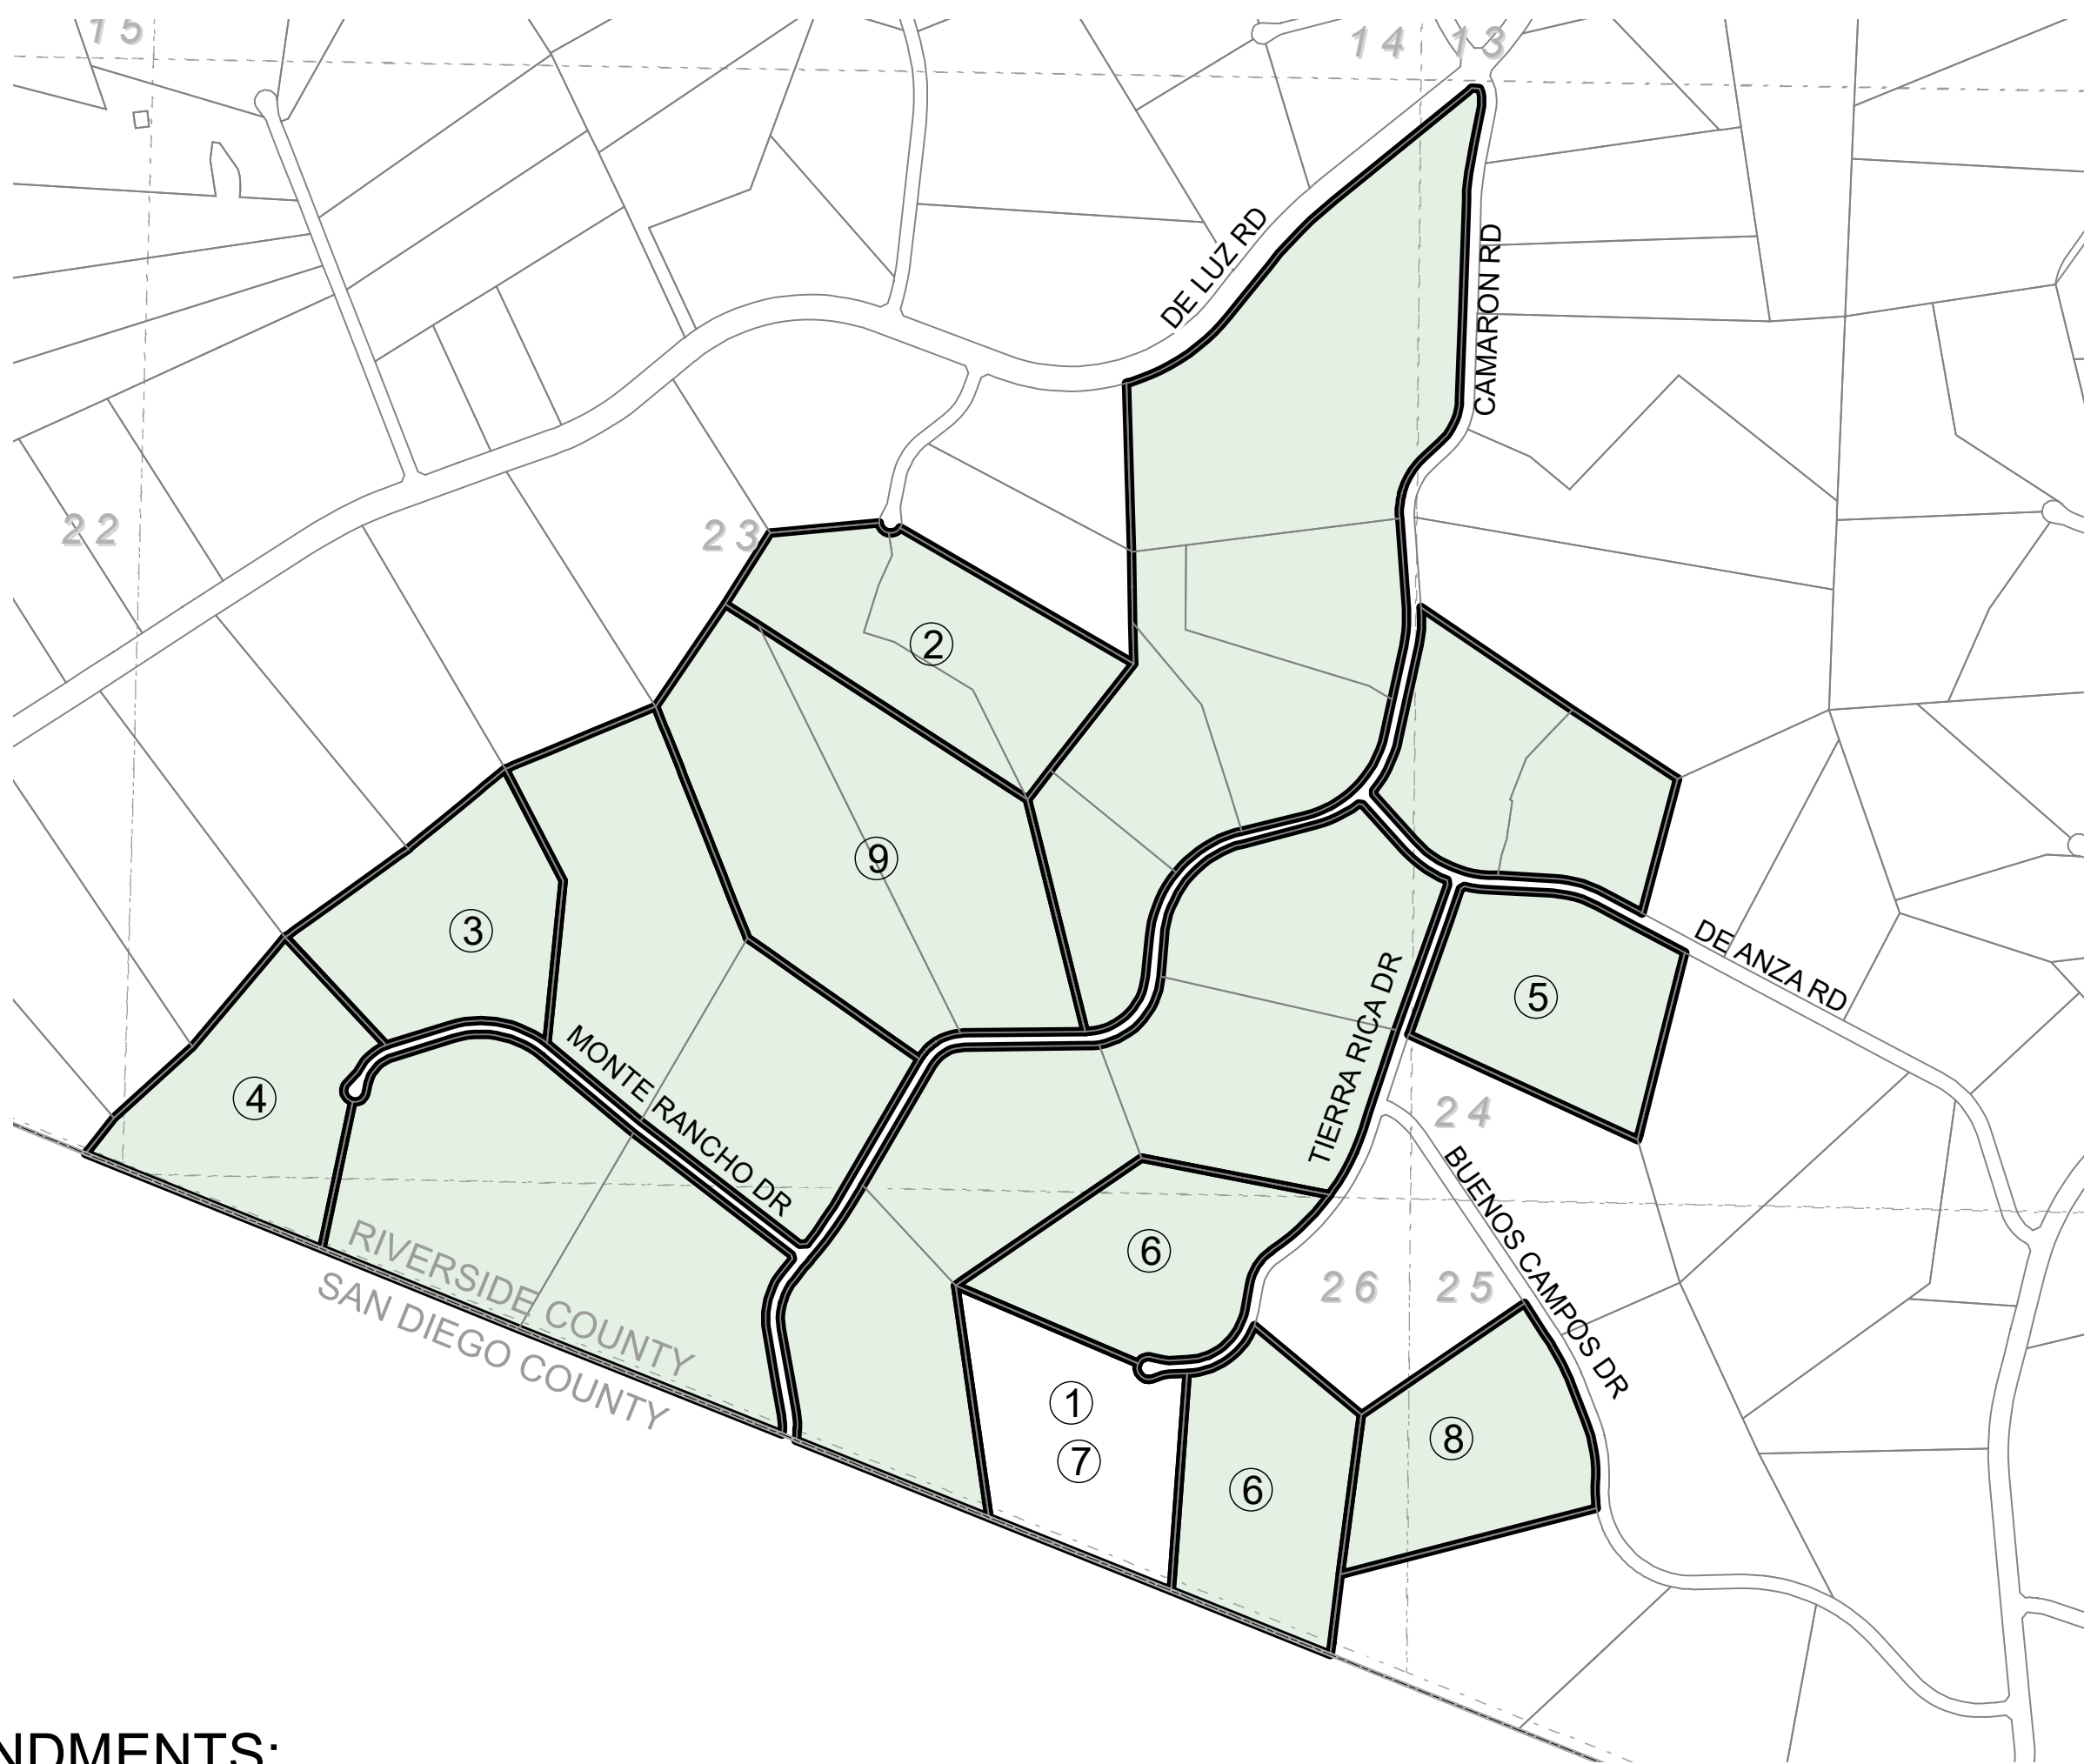 15
14
13
DE LUZ RD
CAMARON RD
22
23
2
9
3
5
DE ANZA RD
4
MONTE RANCHO DR
TIERRA RICA DR
24
BUENOS CAMPOS DR
RIVERSIDE COUNTY
SAN DIEGO COUNTY
6
26
25
1
7
8
6
NDMENTS: